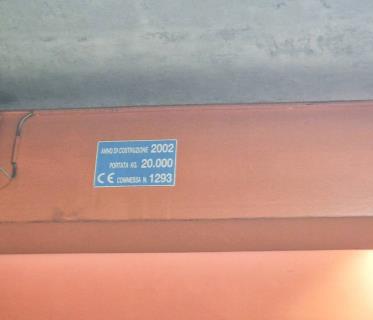 ANNO DI COSTRUZIONE 2002
PORTATA KG. 20.000
CE COMMESSA N. 1293